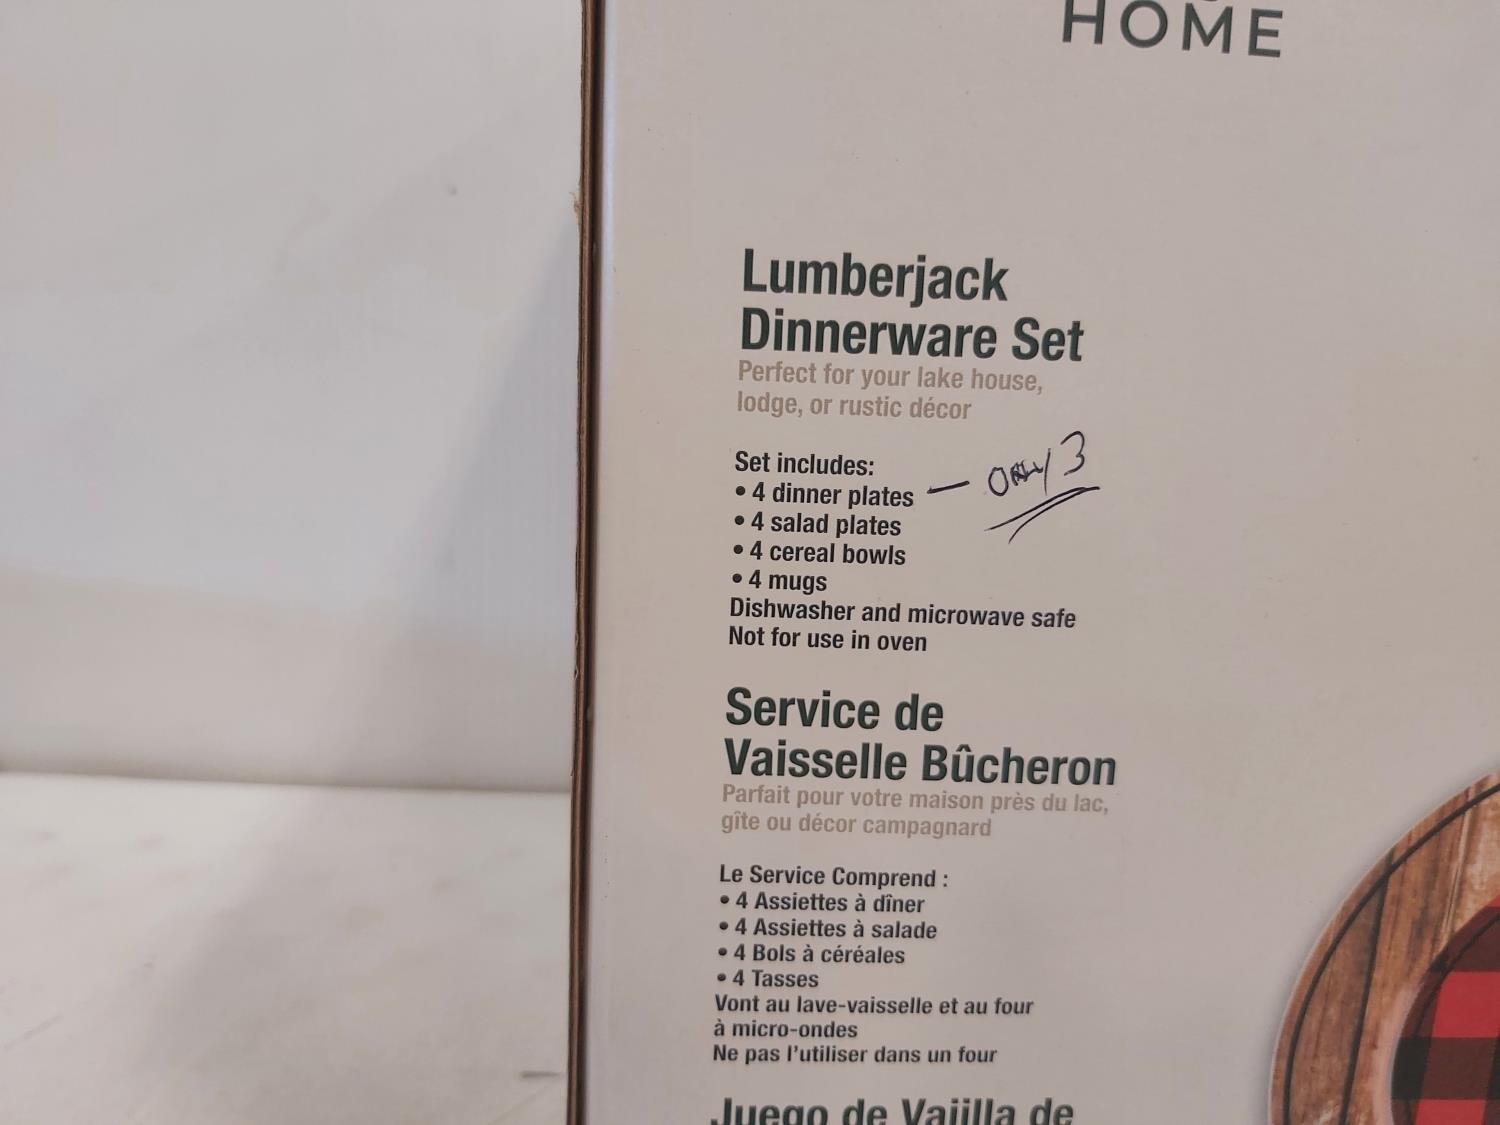 HOME
Lumberjack
Dinnerware Set
Perfect for your lake house,
lodge, or rustic décor
Set includes:
• 4 dinner plates — only 3
• 4 salad plates
• 4 cereal bowls
• 4 mugs
Dishwasher and microwave safe
Not for use in oven
Service de
Vaisselle Bûcheron
Parfait pour votre maison près du lac,
gîte ou décor campagnard
Le Service Comprend :
• 4 Assiettes à dîner
• 4 Assiettes à salade
• 4 Bols à céréales
• 4 Tasses
Vont au lave-vaisselle et au four
à micro-ondes
Ne pas l'utiliser dans un four
Juego de Vajilla de